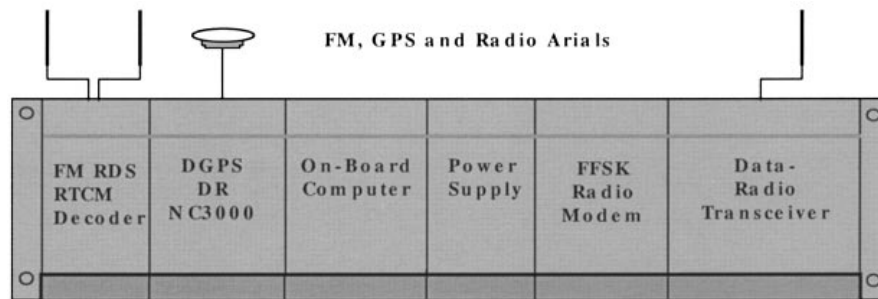 FM, GPS and Radio Arials
FM RDS
RTCM
Decoder
DGPS
DR
NC3000
On-Board
Computer
Power
Supply
FFSK
Radio
Modem
Data-
Radio
Transceiver